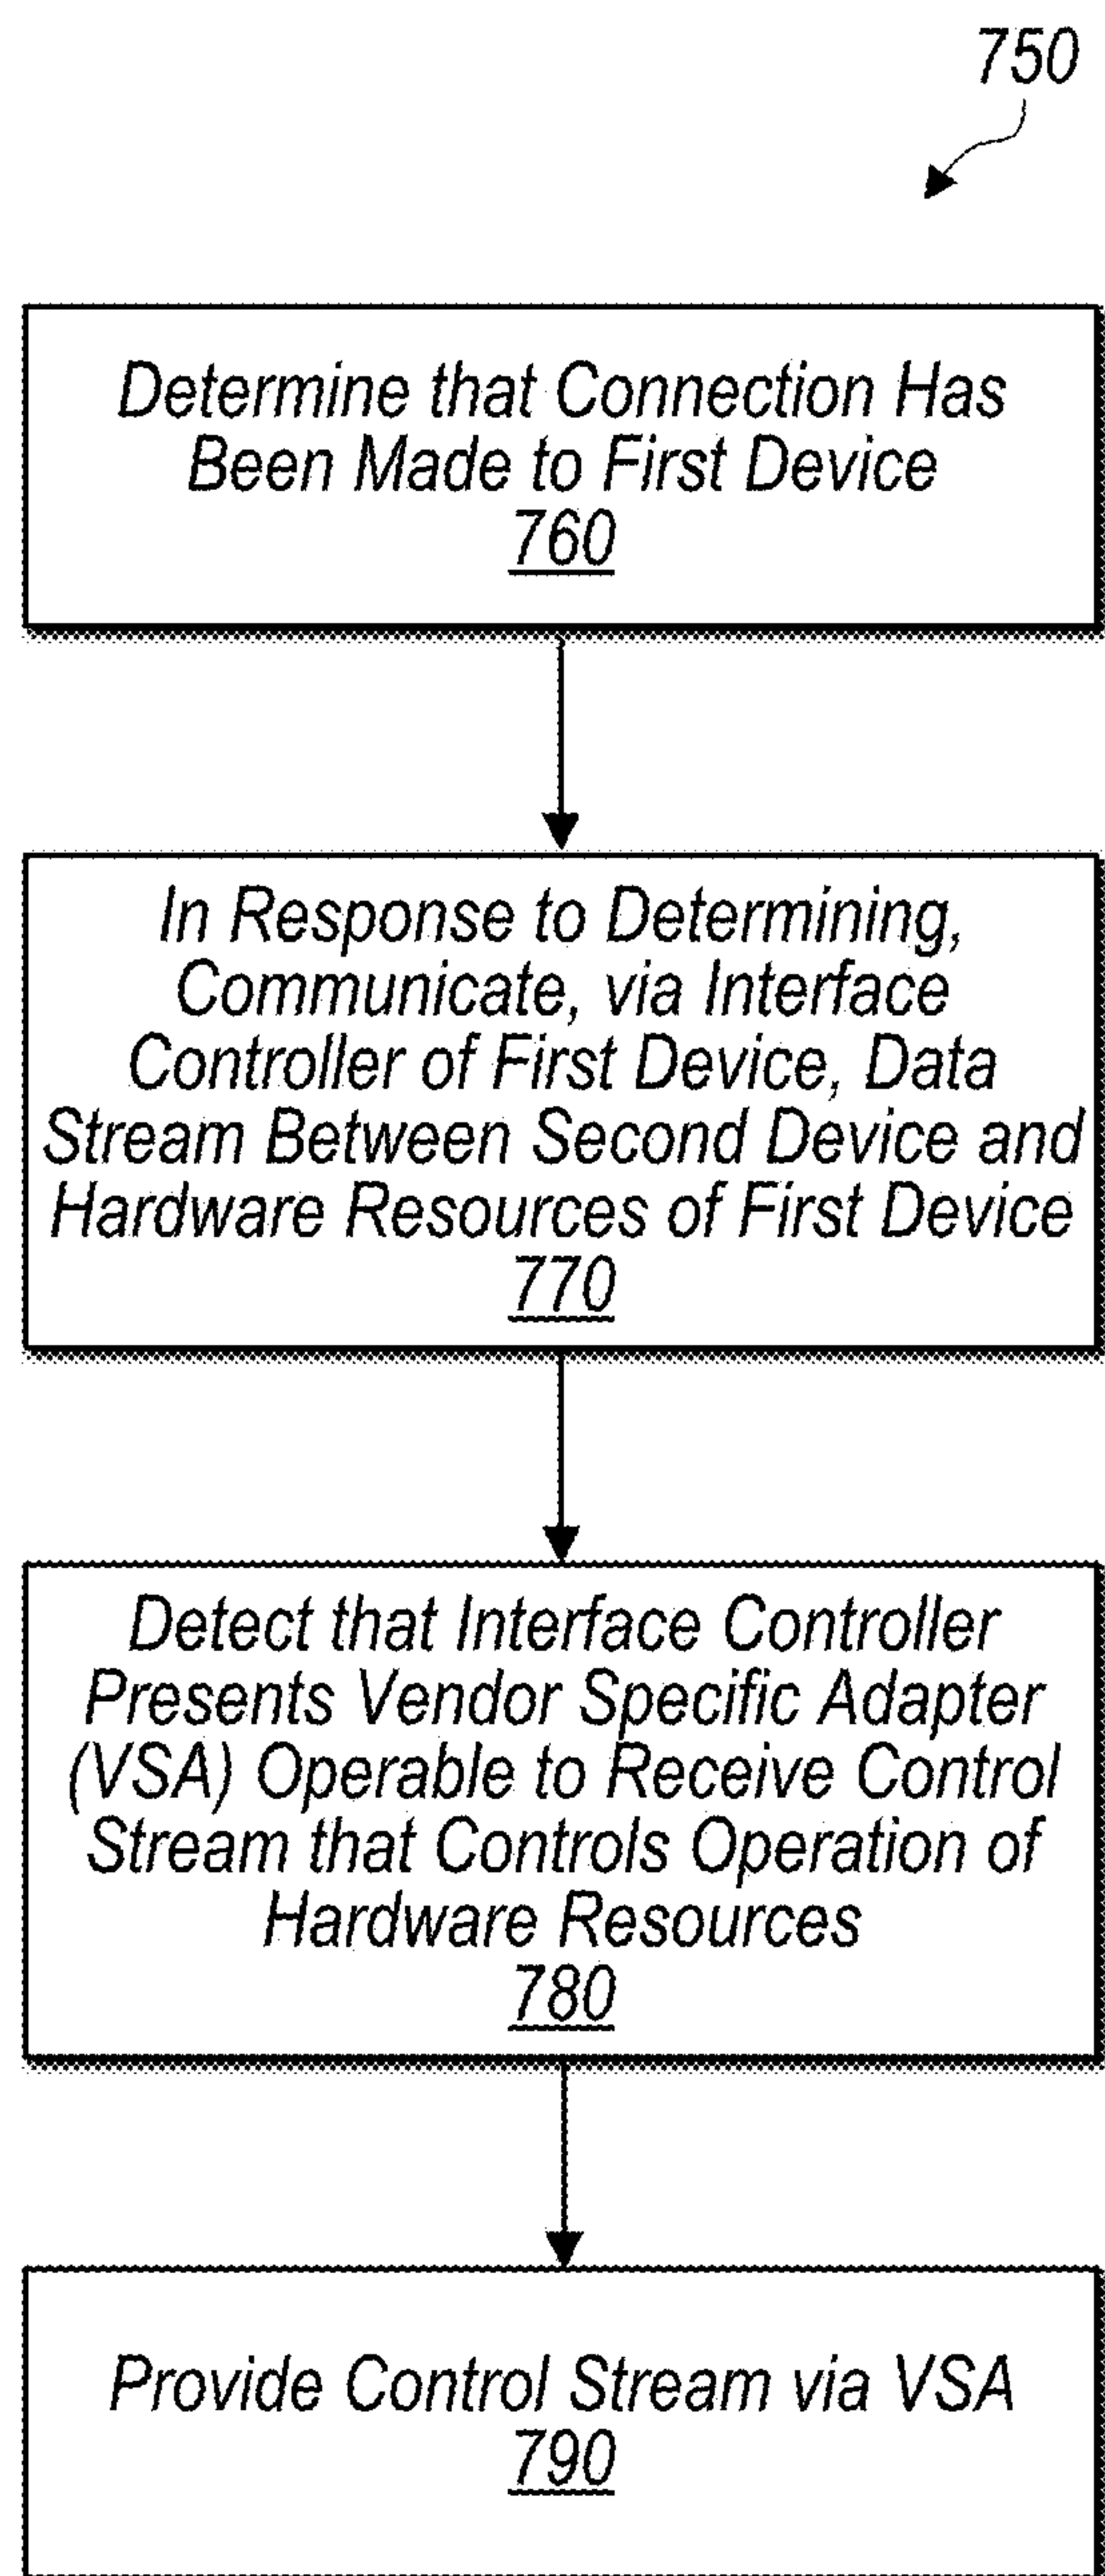 750
Determine that Connection Has
Been Made to First Device
760
In Response to Determining,
Communicate, via Interface
Controller of First Device, Data
Stream Between Second Device and
Hardware Resources of First Device
770
Detect that Interface Controller
Presents Vendor Specific Adapter
(VSA) Operable to Receive Control
Stream that Controls Operation of
Hardware Resources
780
Provide Control Stream via VSA
790